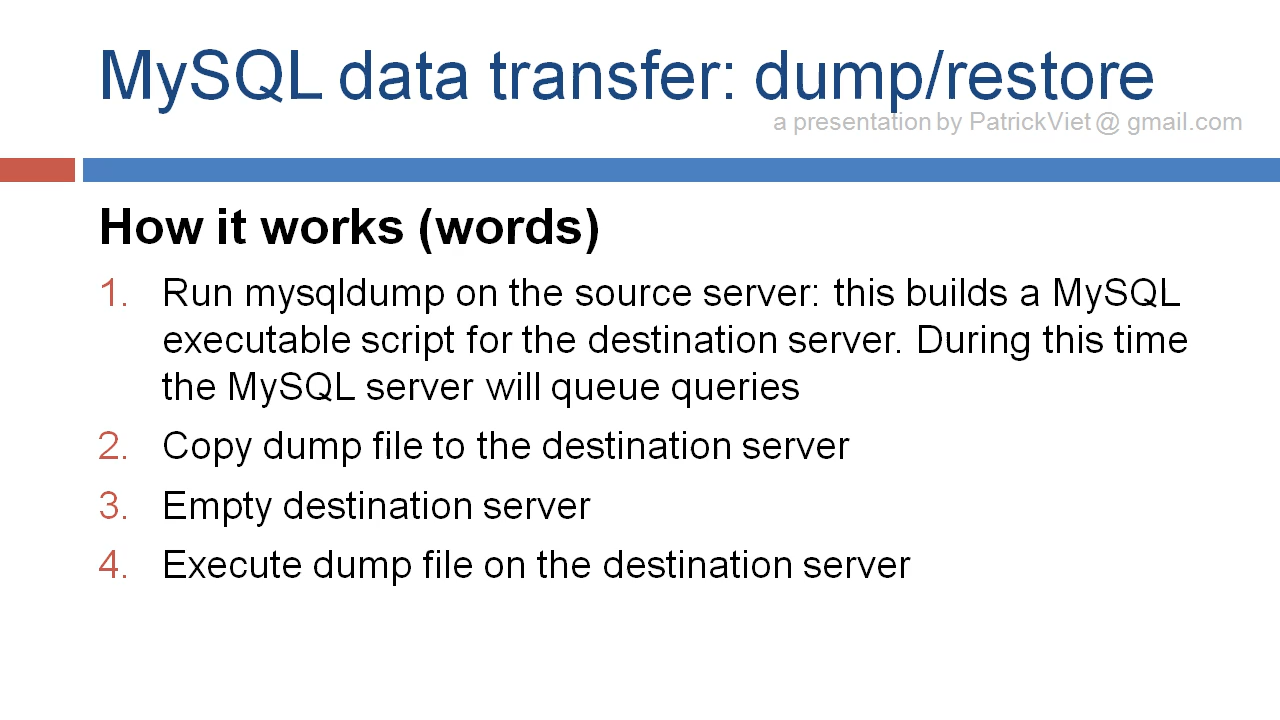 MySQL data transfer: dump/restore
a presentation by PatrickViet @ gmail.com
How it works (words)
1. Run mysqldump on the source server: this builds a MySQL
executable script for the destination server. During this time
the MySQL server will queue queries
2. Copy dump file to the destination server
3. Empty destination server
4. Execute dump file on the destination server